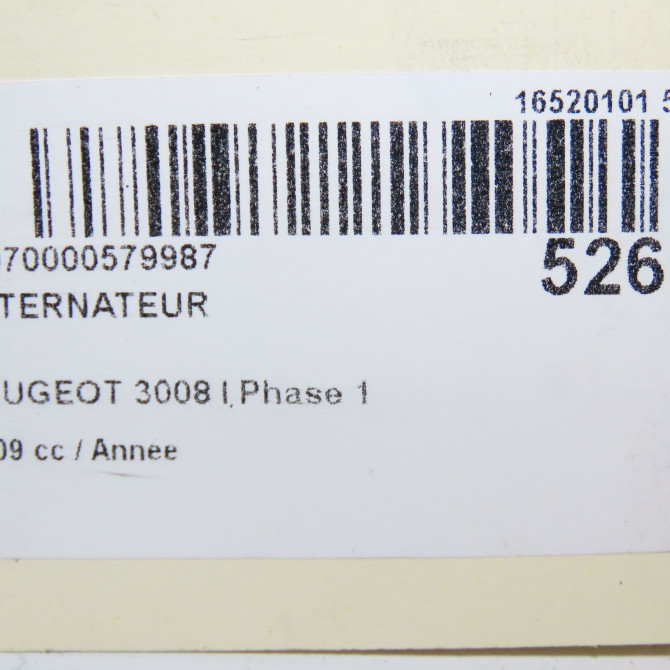 16520101 5
70000579987
526
TERNATEUR
UGEOT 3008 I,Phase 1
09 cc / Annee